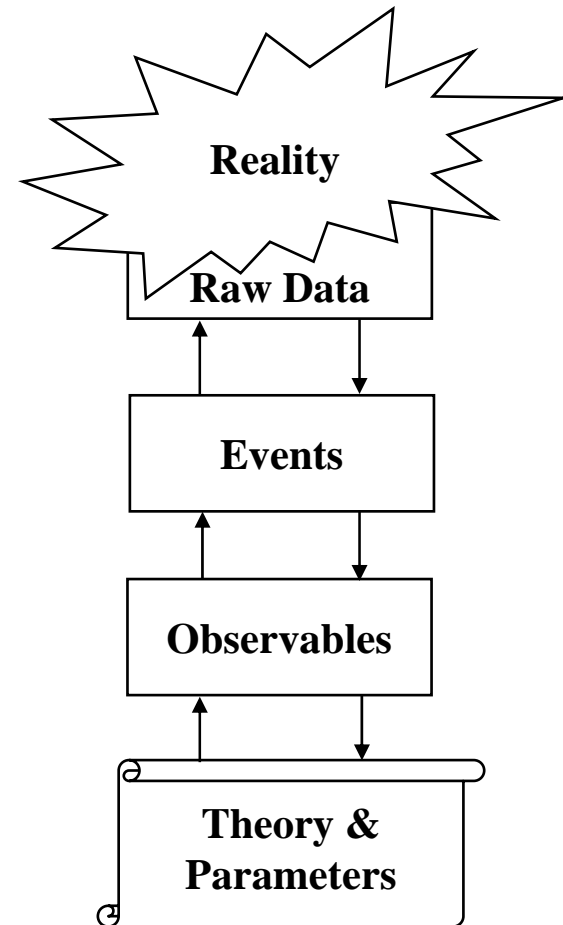 Reality
Raw Data
Events
Observables
Theory &
Parameters